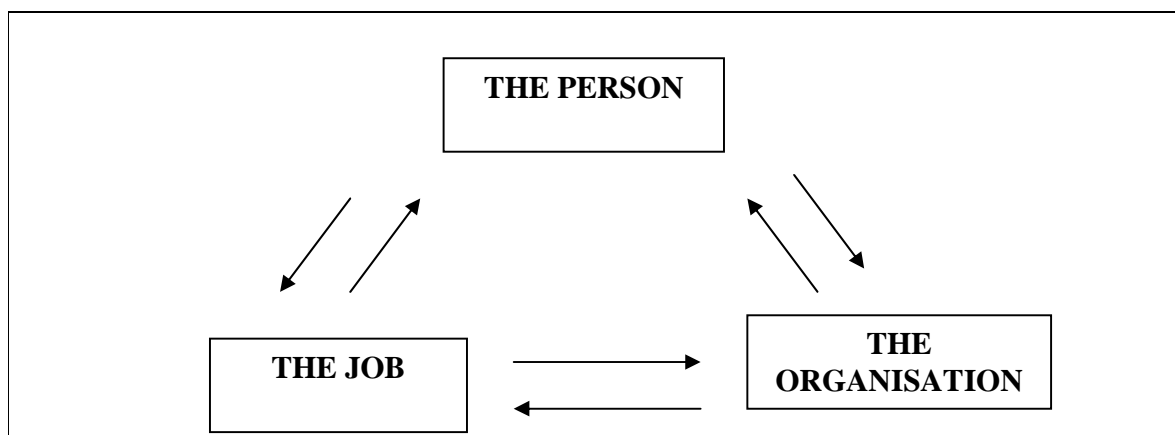 THE PERSON
THE JOB
THE
ORGANISATION